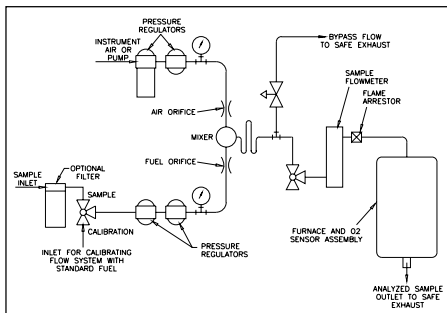 PRESSURE
REGULATORS
INSTRUMENT
AIR OR
PUMP
BYPASS FLOW
TO SAFE EXHAUST
SAMPLE
FLOWMETER
FLAME
ARRESTOR
AIR ORIFICE
MIXER
FUEL ORIFICE
OPTIONAL
FILTER
SAMPLE
INLET
SAMPLE
CALIBRATION
INLET FOR CALIBRATING
FLOW SYSTEM WITH
STANDARD FUEL
PRESSURE
REGULATORS
FURNACE AND O2
SENSOR ASSEMBLY
ANALYZED SAMPLE
OUTLET TO SAFE
EXHAUST